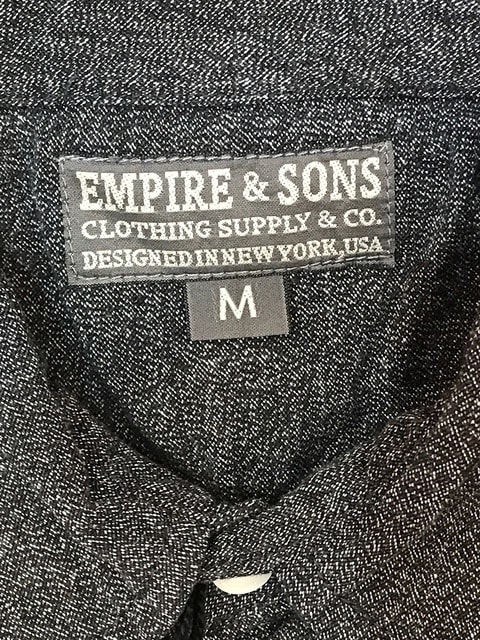 EMPIRE & SONS
CLOTHING SUPPLY & CO.
DESIGNED IN NEW YORK, USA
M